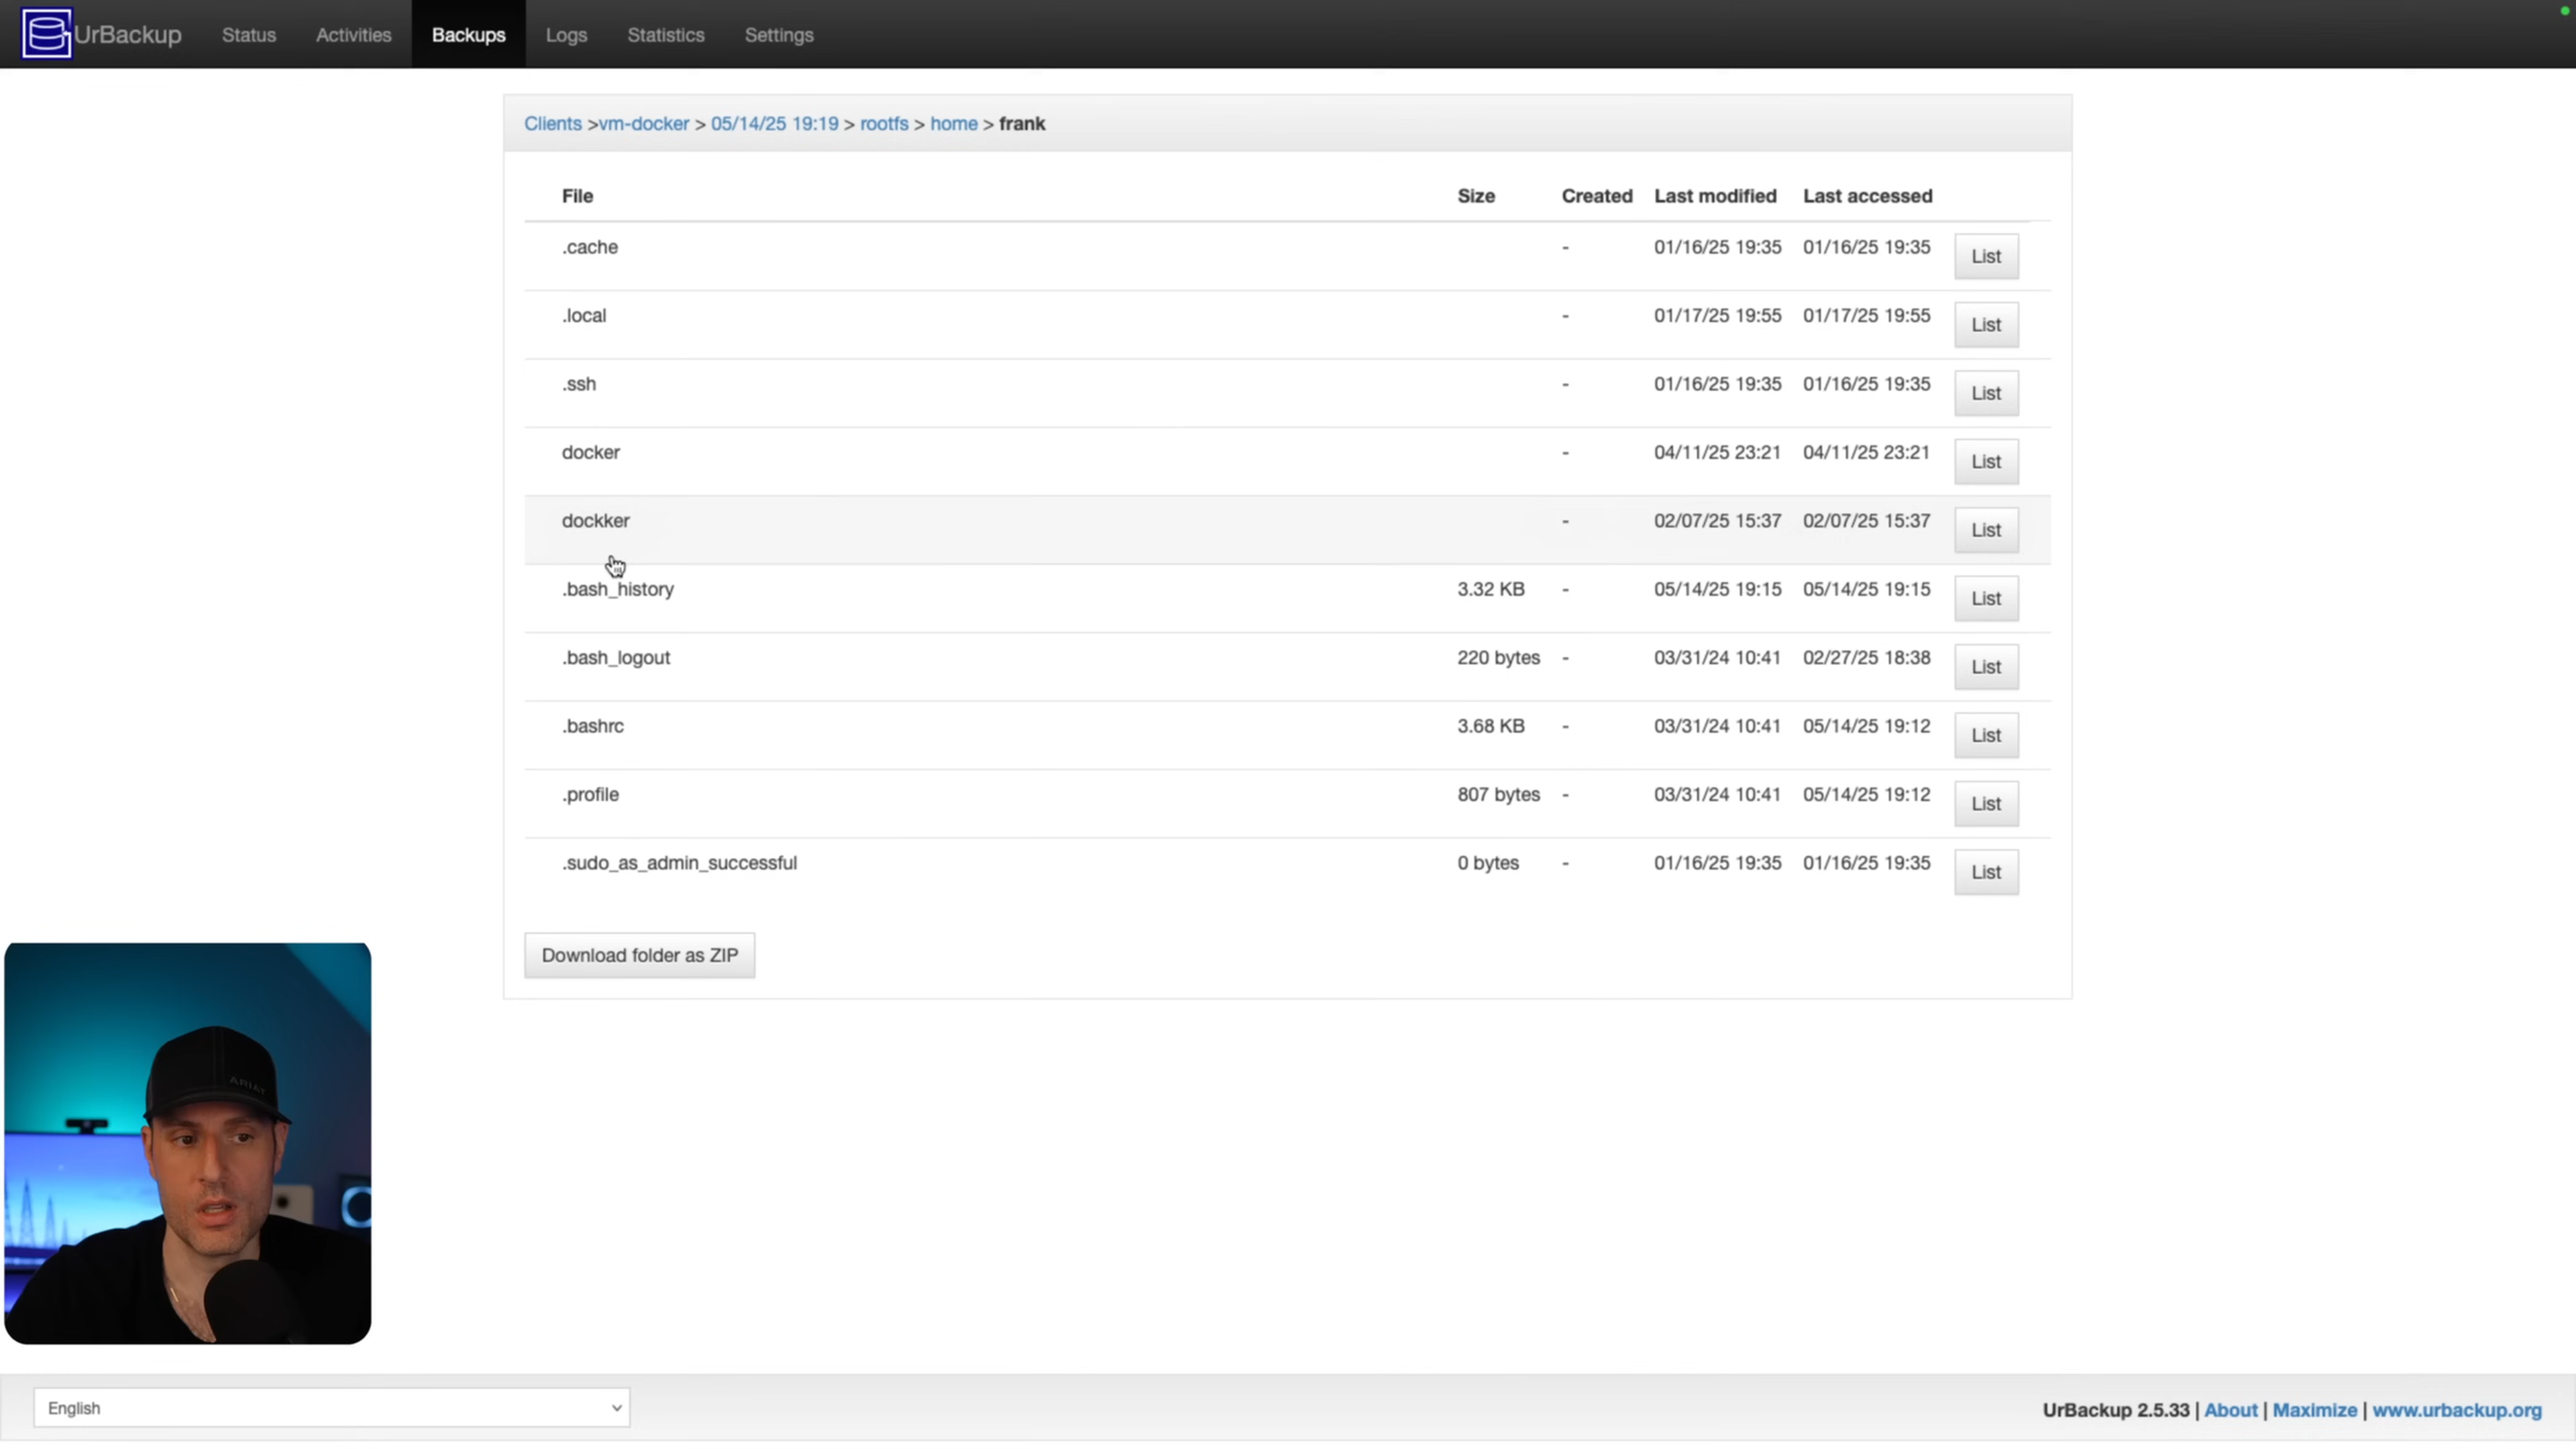 UrBackup Status Activities Backups Logs Statistics Settings
Clients >vm-docker > 05/14/25 19:19 > rootfs > home > frank
File Size Created Last modified Last accessed
.cache - 01/16/25 19:35 01/16/25 19:35 List
.local - 01/17/25 19:55 01/17/25 19:55 List
.ssh - 01/16/25 19:35 01/16/25 19:35 List
docker - 04/11/25 23:21 04/11/25 23:21 List
dockker - 02/07/25 15:37 02/07/25 15:37 List
.bash_history 3.32 KB - 05/14/25 19:15 05/14/25 19:15 List
.bash_logout 220 bytes - 03/31/24 10:41 02/27/25 18:38 List
.bashrc 3.68 KB - 03/31/24 10:41 05/14/25 19:12 List
.profile 807 bytes - 03/31/24 10:41 05/14/25 19:12 List
.sudo_as_admin_successful 0 bytes - 01/16/25 19:35 01/16/25 19:35 List
Download folder as ZIP
ARIAT
English UrBackup 2.5.33 | About | Maximize | www.urbackup.org